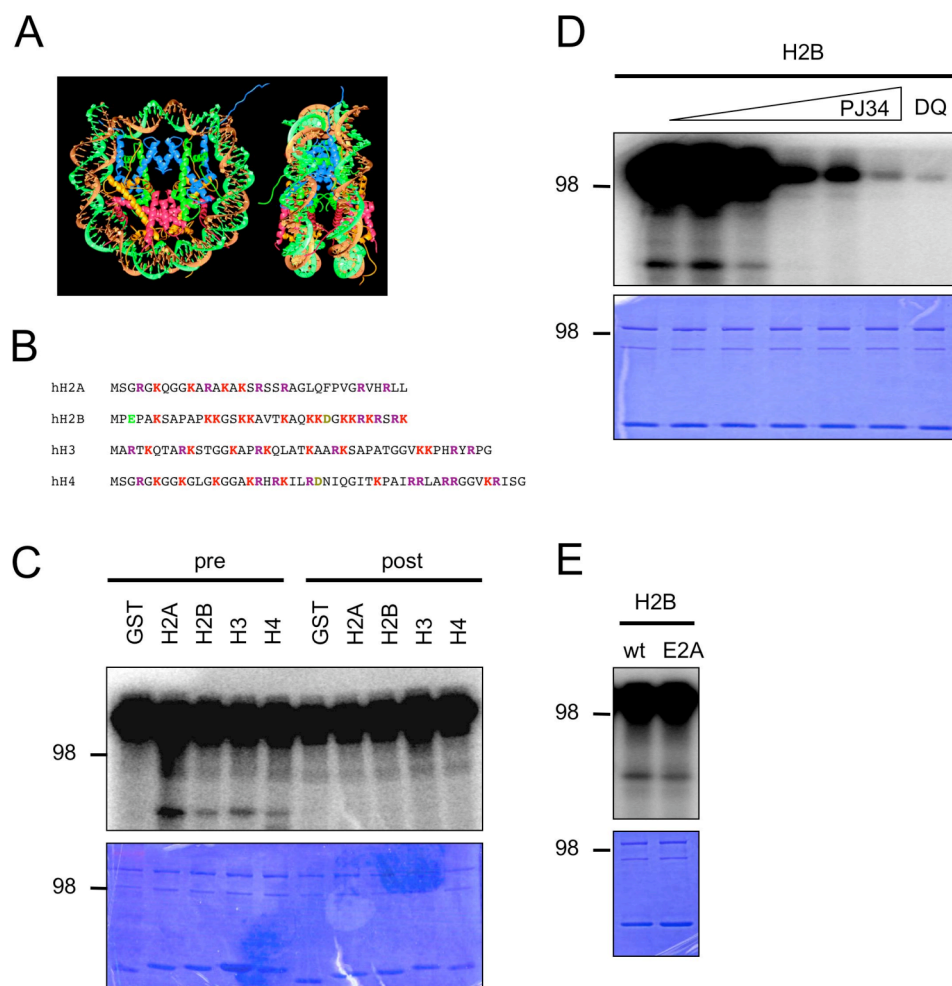 A
B
hH2A MSGRGKQGGKARAKAKSRSSRAGLQFPVGRVHRLL
hH2B MPEPAKSAPAPKKGSKKAVTKAQKKDGKKRKRSRK
hH3 MARTKQTARKSTGGKAPRKQLATKAARKSAPATGGVKKPHRYRPG
hH4 MSGRGKGGKGLGKGGAKRHRKILRDNIQGITKPAIRRLARRGGVKRISG
C
pre post
GST H2A H2B H3 H4 GST H2A H2B H3 H4
98
98
D
H2B
PJ34 DQ
98
98
E
H2B
wt E2A
98
98